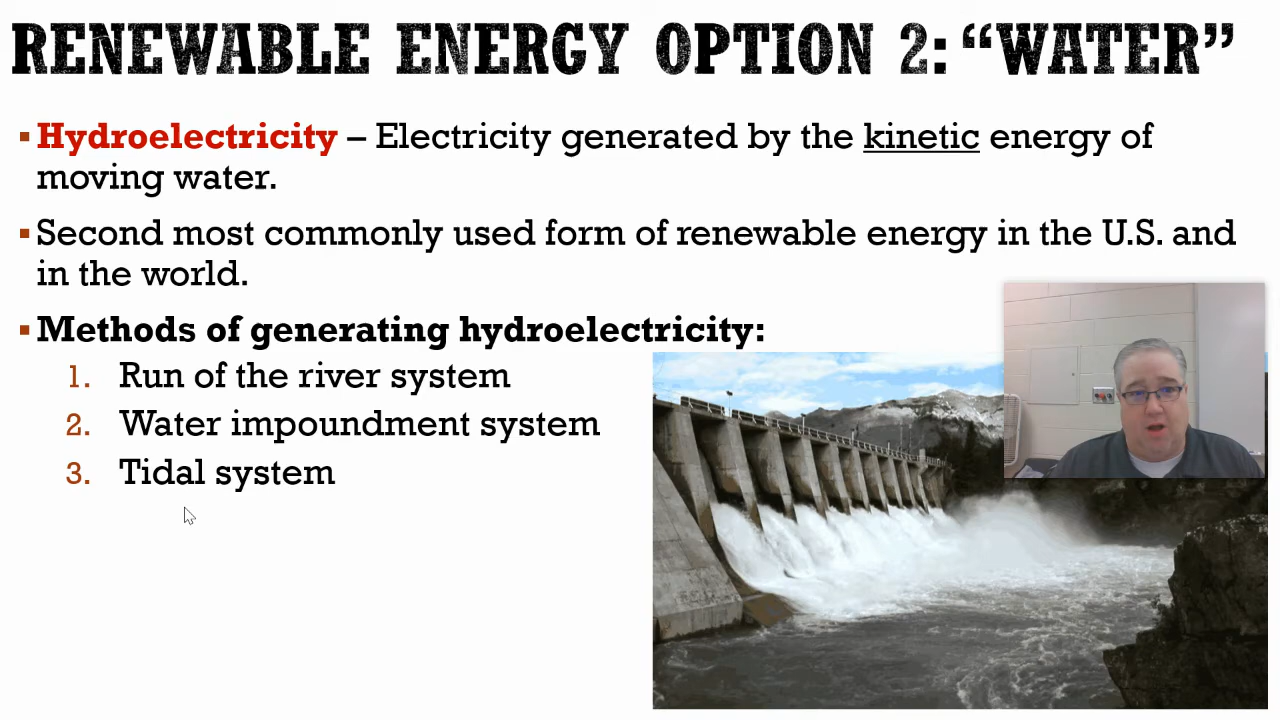 RENEWABLE ENERGY OPTION 2: “WATER”
▪ Hydroelectricity – Electricity generated by the kinetic energy of
moving water.
▪ Second most commonly used form of renewable energy in the U.S. and
in the world.
▪ Methods of generating hydroelectricity:
1. Run of the river system
2. Water impoundment system
3. Tidal system